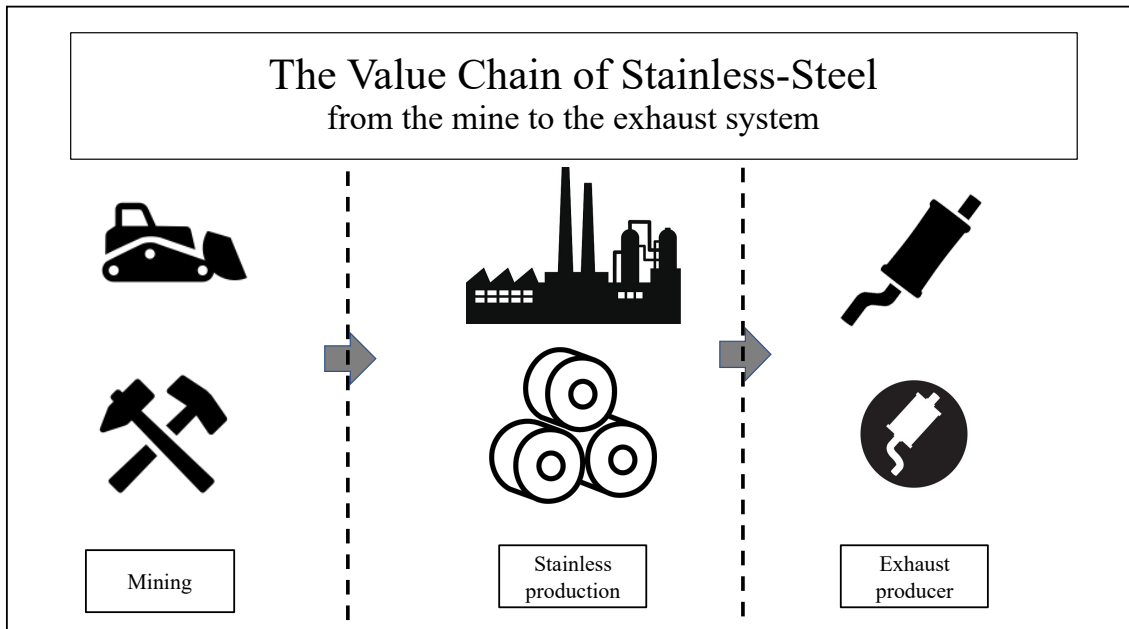 The Value Chain of Stainless-Steel
from the mine to the exhaust system
Mining
Stainless
production
Exhaust
producer